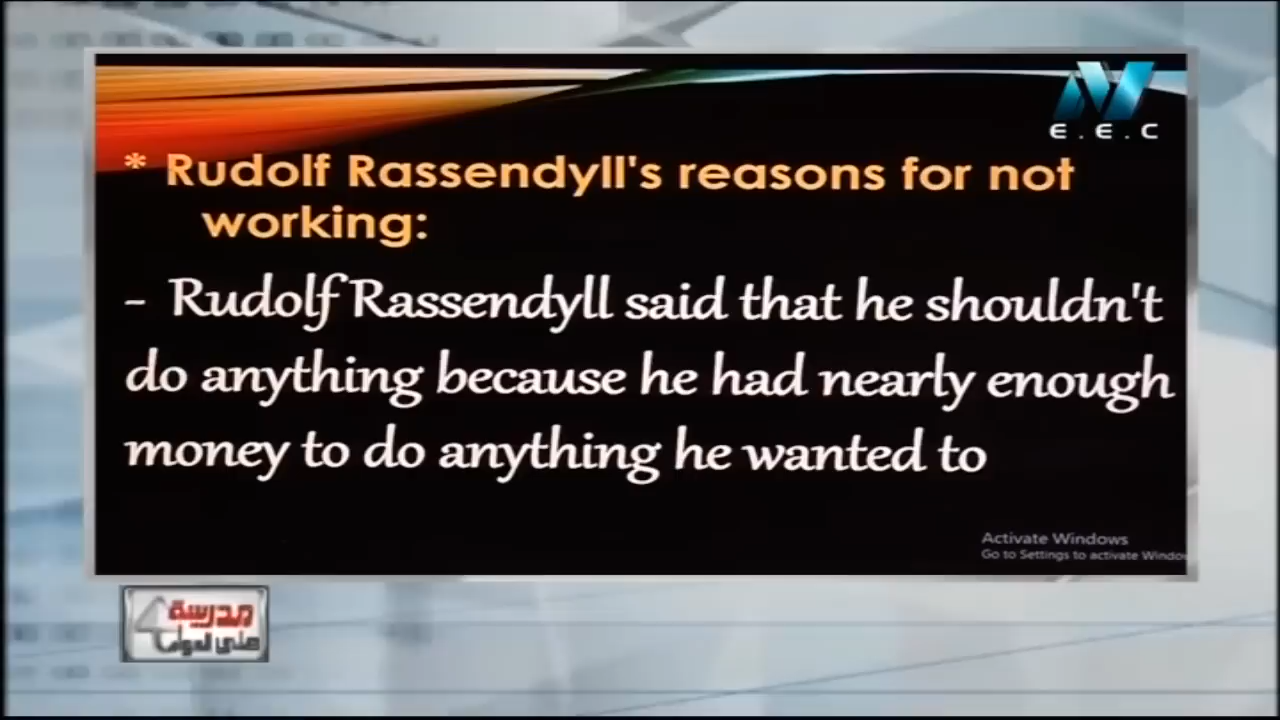 E.E.C
* Rudolf Rassendyll's reasons for not
working:
- Rudolf Rassendyll said that he shouldn't
do anything because he had nearly enough
money to do anything he wanted to
Activate Windows
Go to Settings to activate Windo
مدرسة
على الهواء